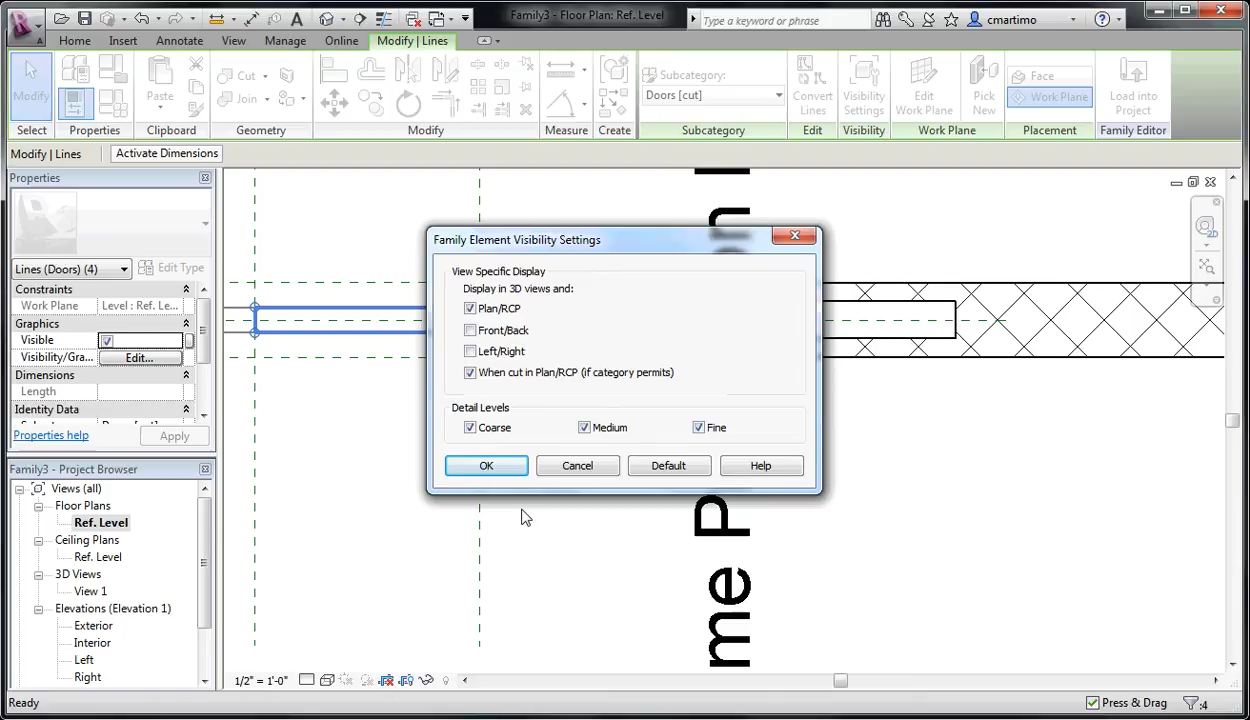 Family3 - Floor Plan: Ref. Level
Type a keyword or phrase
cmartimo
Home Insert Annotate View Manage Online Modify | Lines
Modify
Paste
Cut
Join
Subcategory:
Doors [cut]
Convert Lines
Visibility Settings
Edit Work Plane
Pick New
Face
Work Plane
Load into Project
Select Properties Clipboard Geometry Modify Measure Create Subcategory Edit Visibility Work Plane Placement Family Editor
Modify | Lines Activate Dimensions
Properties
Lines (Doors) (4) Edit Type
Constraints
Work Plane Level : Ref. Le...
Graphics
Visible
Visibility/Gra... Edit...
Dimensions
Length
Identity Data
Properties help Apply
Family3 - Project Browser
Views (all)
Floor Plans
Ref. Level
Ceiling Plans
Ref. Level
3D Views
View 1
Elevations (Elevation 1)
Exterior
Interior
Left
Right
Family Element Visibility Settings
View Specific Display
Display in 3D views and:
Plan/RCP
Front/Back
Left/Right
When cut in Plan/RCP (if category permits)
Detail Levels
Coarse Medium Fine
OK Cancel Default Help
me P
2D
1/2" = 1'-0"
Ready
Press & Drag :4